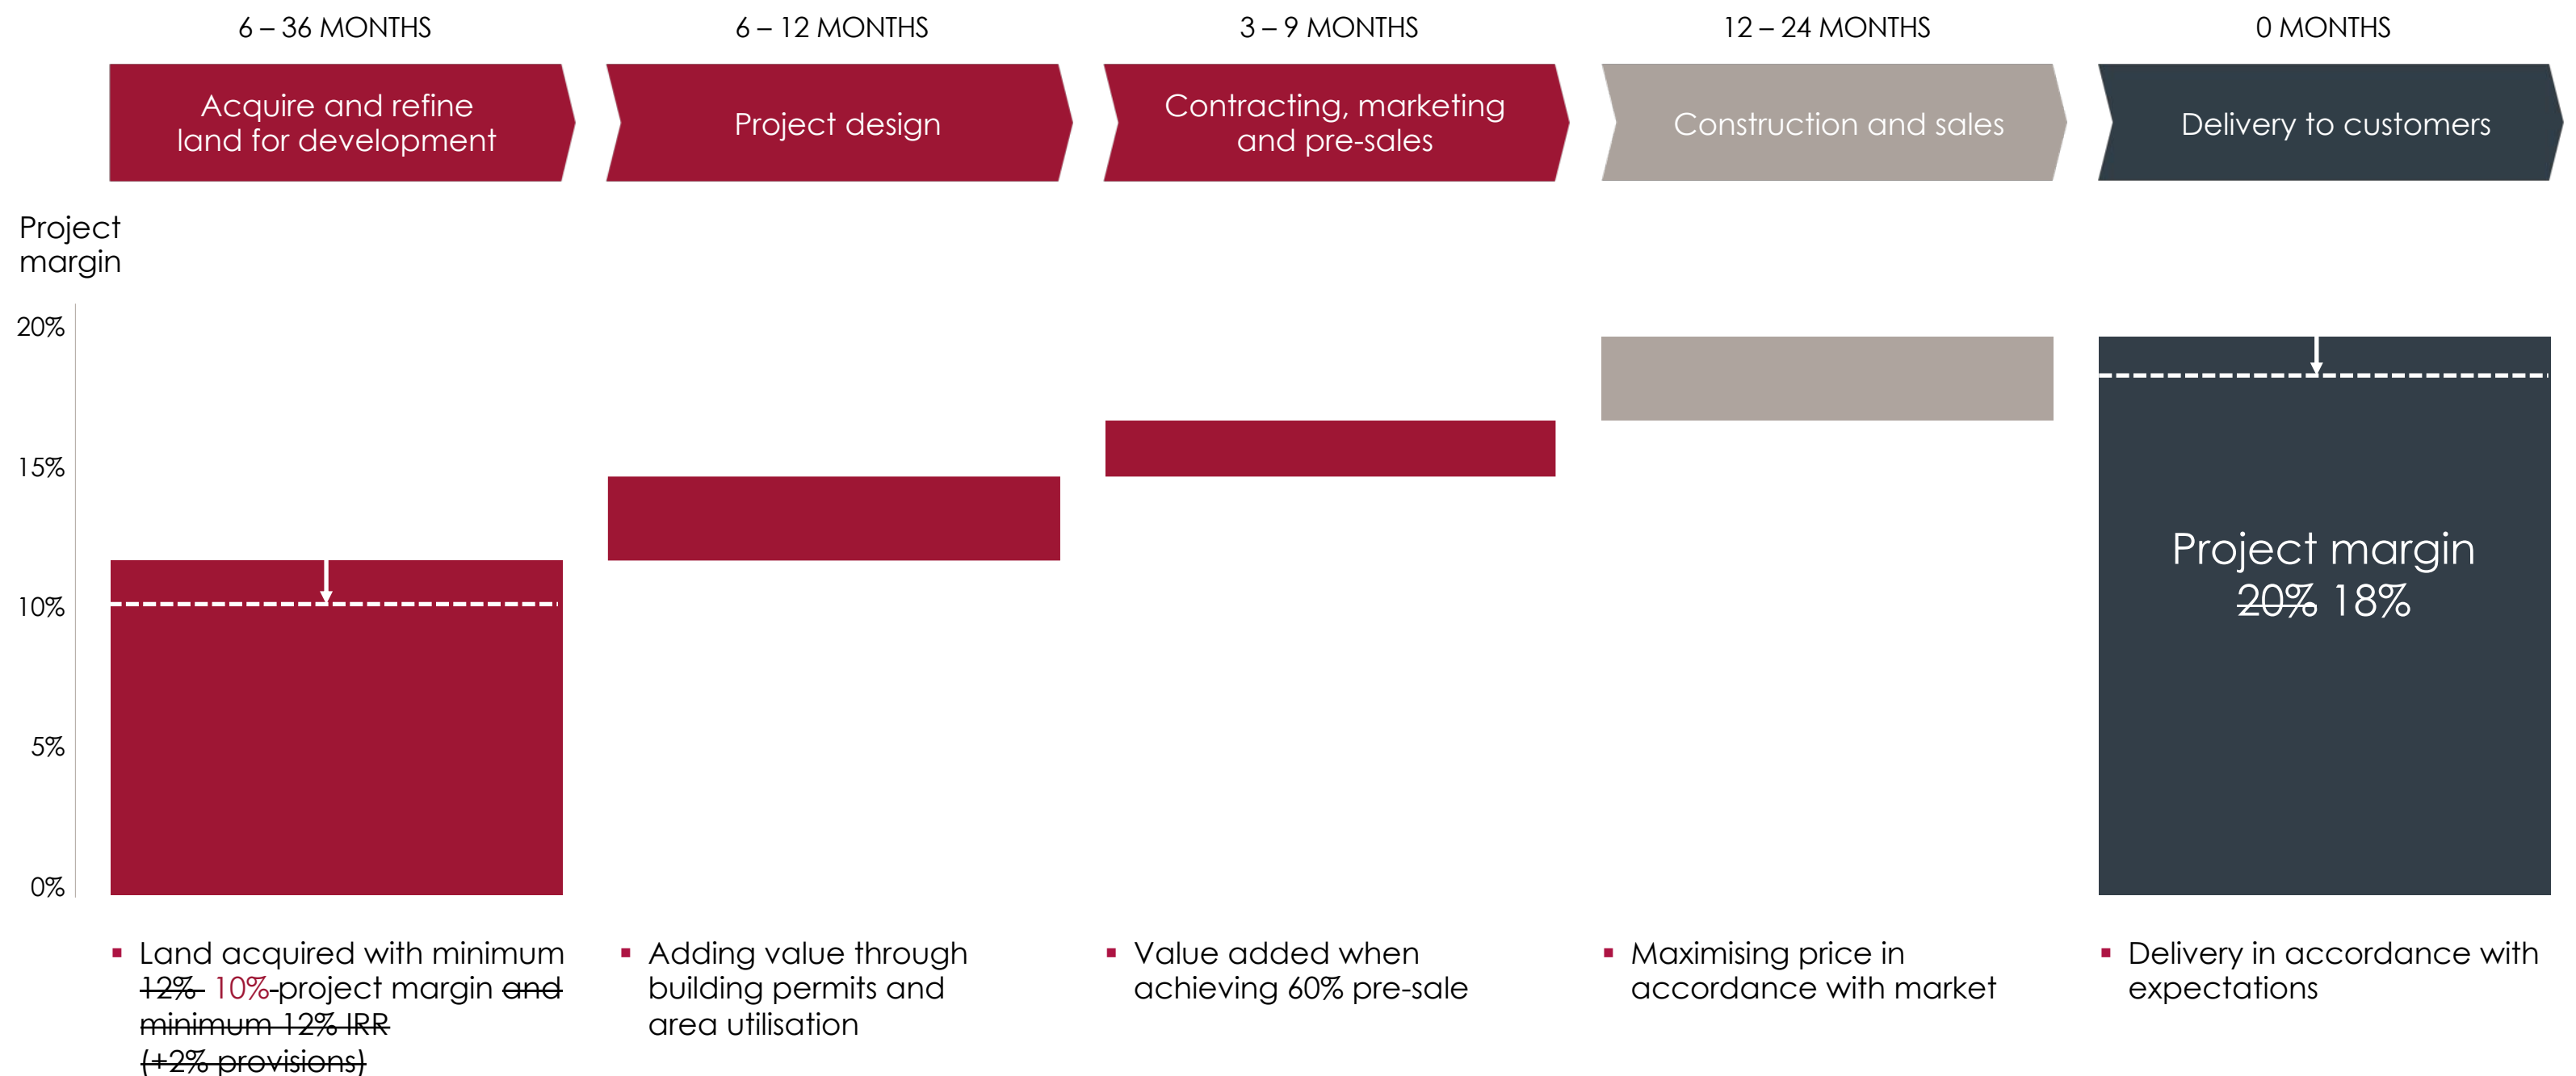 6 – 36 MONTHS
6 – 12 MONTHS
3 – 9 MONTHS
12 – 24 MONTHS
0 MONTHS
Acquire and refine
land for development
Project design
Contracting, marketing
and pre-sales
Construction and sales
Delivery to customers
Project
margin
20%
15%
10%
5%
0%
Project margin
20% 18%
▪ Land acquired with minimum
12% 10% project margin and
minimum 12% IRR
(+2% provisions)
▪ Adding value through
building permits and
area utilisation
▪ Value added when
achieving 60% pre-sale
▪ Maximising price in
accordance with market
▪ Delivery in accordance with
expectations